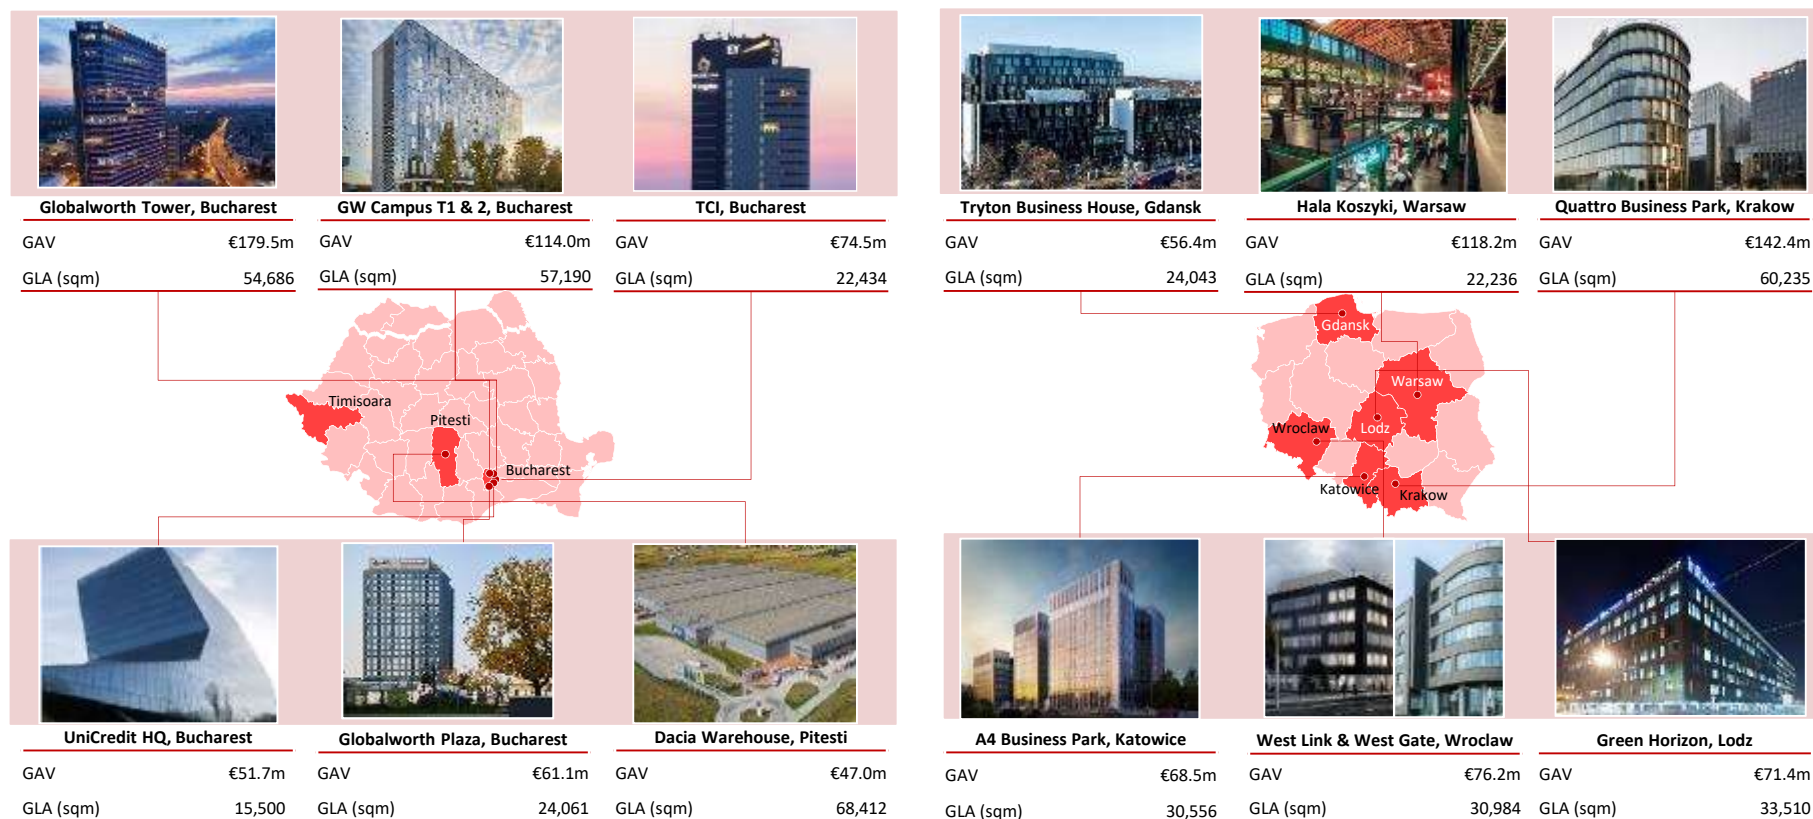 Globalworth Tower, Bucharest
GAV €179.5m
GLA (sqm) 54,686
GW Campus T1 & 2, Bucharest
GAV €114.0m
GLA (sqm) 57,190
TCI, Bucharest
GAV €74.5m
GLA (sqm) 22,434
Timisoara
Pitesti
Bucharest
UniCredit HQ, Bucharest
GAV €51.7m
GLA (sqm) 15,500
Globalworth Plaza, Bucharest
GAV €61.1m
GLA (sqm) 24,061
Dacia Warehouse, Pitesti
GAV €47.0m
GLA (sqm) 68,412
Tryton Business House, Gdansk
GAV €56.4m
GLA (sqm) 24,043
Hala Koszyki, Warsaw
GAV €118.2m
GLA (sqm) 22,236
Quattro Business Park, Krakow
GAV €142.4m
GLA (sqm) 60,235
Gdansk
Warsaw
Wroclaw
Lodz
Katowice
Krakow
A4 Business Park, Katowice
GAV €68.5m
GLA (sqm) 30,556
West Link & West Gate, Wroclaw
GAV €76.2m
GLA (sqm) 30,984
Green Horizon, Lodz
GAV €71.4m
GLA (sqm) 33,510